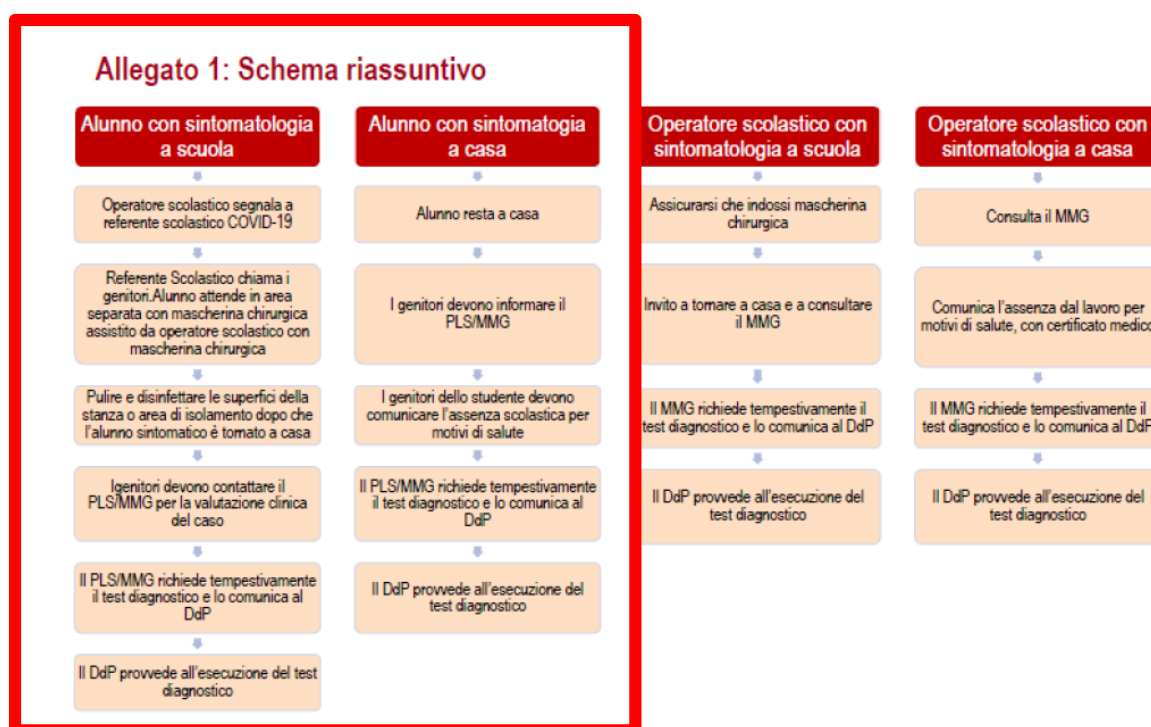 Allegato 1: Schema riassuntivo
Alunno con sintomatologia
a scuola
Operatore scolastico segnala a
referente scolastico COVID-19
Referente Scolastico chiama i
genitori.Alunno attende in area
separata con mascherina chirurgica
assistito da operatore scolastico con
mascherina chirurgica
Pulire e disinfettare le superfici della
stanza o area di isolamento dopo che
l'alunno sintomatico è tornato a casa
Igenitori devono contattare il
PLS/MMG per la valutazione clinica
del caso
Il PLS/MMG richiede tempestivamente
il test diagnostico e lo comunica al
DdP
Il DdP provvede all'esecuzione del test
diagnostico
Alunno con sintomatogia
a casa
Alunno resta a casa
I genitori devono informare il
PLS/MMG
I genitori dello studente devono
comunicare l'assenza scolastica per
motivi di salute
Il PLS/MMG richiede tempestivamente
il test diagnostico e lo comunica al
DdP
Il DdP provvede all'esecuzione del
test diagnostico
Operatore scolastico con
sintomatologia a scuola
Assicurarsi che indossi mascherina
chirurgica
Invito a tornare a casa e a consultare
il MMG
Il MMG richiede tempestivamente il
test diagnostico e lo comunica al DdP
Il DdP provvede all'esecuzione del
test diagnostico
Operatore scolastico con
sintomatologia a casa
Consulta il MMG
Comunica l'assenza dal lavoro per
motivi di salute, con certificato medico
Il MMG richiede tempestivamente il
test diagnostico e lo comunica al DdP
Il DdP provvede all'esecuzione del
test diagnostico